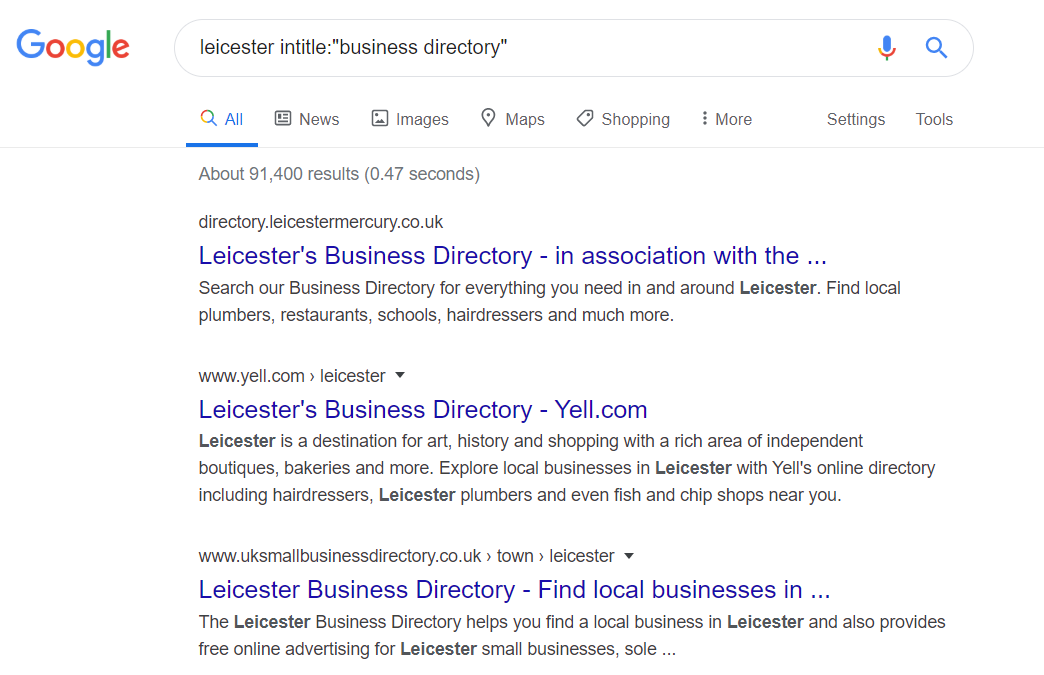 Google
leicester intitle:"business directory"
All News Images Maps Shopping More Settings Tools
About 91,400 results (0.47 seconds)
directory.leicestermercury.co.uk
Leicester's Business Directory - in association with the ...
Search our Business Directory for everything you need in and around Leicester. Find local
plumbers, restaurants, schools, hairdressers and much more.
www.yell.com › leicester
Leicester's Business Directory - Yell.com
Leicester is a destination for art, history and shopping with a rich area of independent
boutiques, bakeries and more. Explore local businesses in Leicester with Yell's online directory
including hairdressers, Leicester plumbers and even fish and chip shops near you.
www.uksmallbusinessdirectory.co.uk › town › leicester
Leicester Business Directory - Find local businesses in ...
The Leicester Business Directory helps you find a local business in Leicester and also provides
free online advertising for Leicester small businesses, sole ...